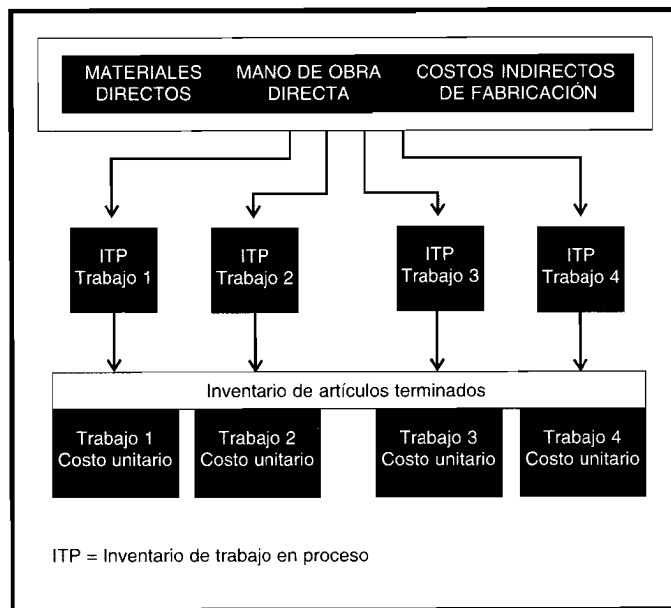 MATERIALES DIRECTOS
MANO DE OBRA DIRECTA
COSTOS INDIRECTOS DE FABRICACIÓN
ITP
Trabajo 1
ITP
Trabajo 2
ITP
Trabajo 3
ITP
Trabajo 4
Inventario de artículos terminados
Trabajo 1
Costo unitario
Trabajo 2
Costo unitario
Trabajo 3
Costo unitario
Trabajo 4
Costo unitario
ITP = Inventario de trabajo en proceso